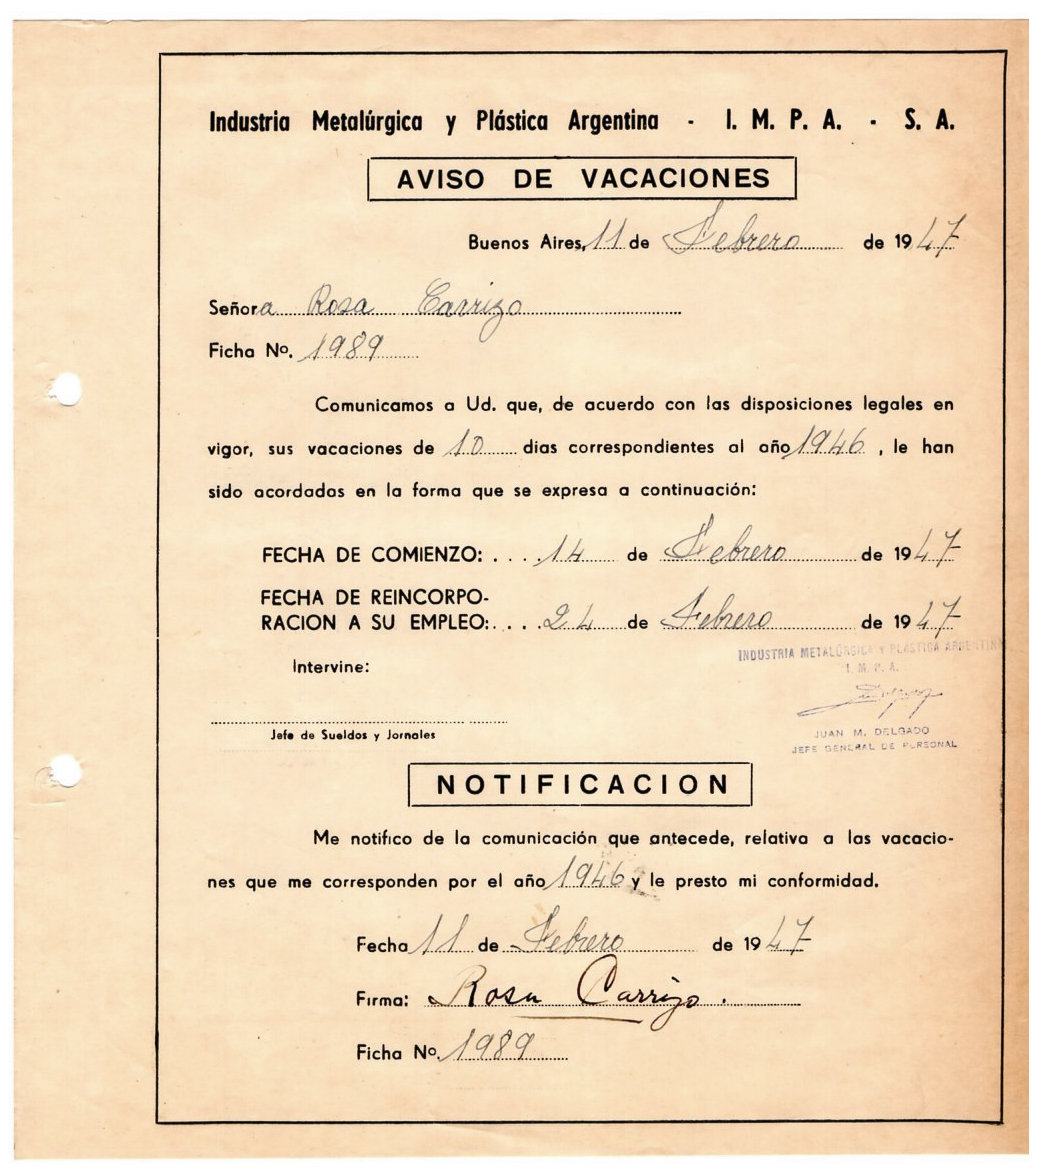 Industria Metalúrgica y Plástica Argentina - I. M. P. A. - S. A.
AVISO DE VACACIONES
Buenos Aires, 11 de Febrero de 1947
Señora Rosa Carrizo
Ficha No. 1989
Comunicamos a Ud. que, de acuerdo con las disposiciones legales en
vigor, sus vacaciones de 10 dias correspondientes al año 1946, le han
sido acordadas en la forma que se expresa a continuación:
FECHA DE COMIENZO: . . . . 14 de Febrero de 1947
FECHA DE REINCORPO-
RACION A SU EMPLEO: . . . . 24 de Febrero de 1947
INDUSTRIA METALÚRGICA Y PLASTICA ARGENTINA
I. M. P. A.
Intervine:
JUAN M. DELGADO
JEFE GENERAL DE PERSONAL
Jefe de Sueldos y Jornales
NOTIFICACION
Me notifico de la comunicación que antecede, relativa a las vacacio-
nes que me corresponden por el año 1946 y le presto mi conformidad.
Fecha 11 de Febrero de 1947
Firma: Rosa Carrizo.
Ficha No. 1989